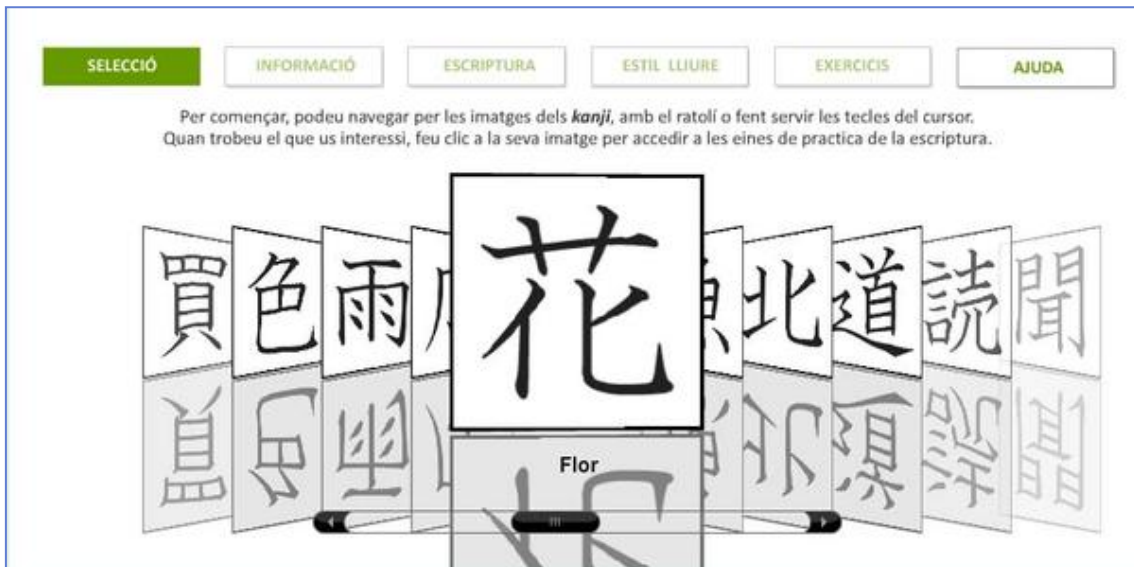 SELECCIÓ
INFORMACIÓ
ESCRIPTURA
ESTIL LLIURE
EXERCICIS
AJUDA
Per començar, podeu navegar per les imatges dels kanji, amb el ratolí o fent servir les tecles del cursor.
Quan trobeu el que us interessi, feu clic a la seva imatge per accedir a les eines de practica de la escriptura.
買 色 雨 花 北 道 読 聞
Flor